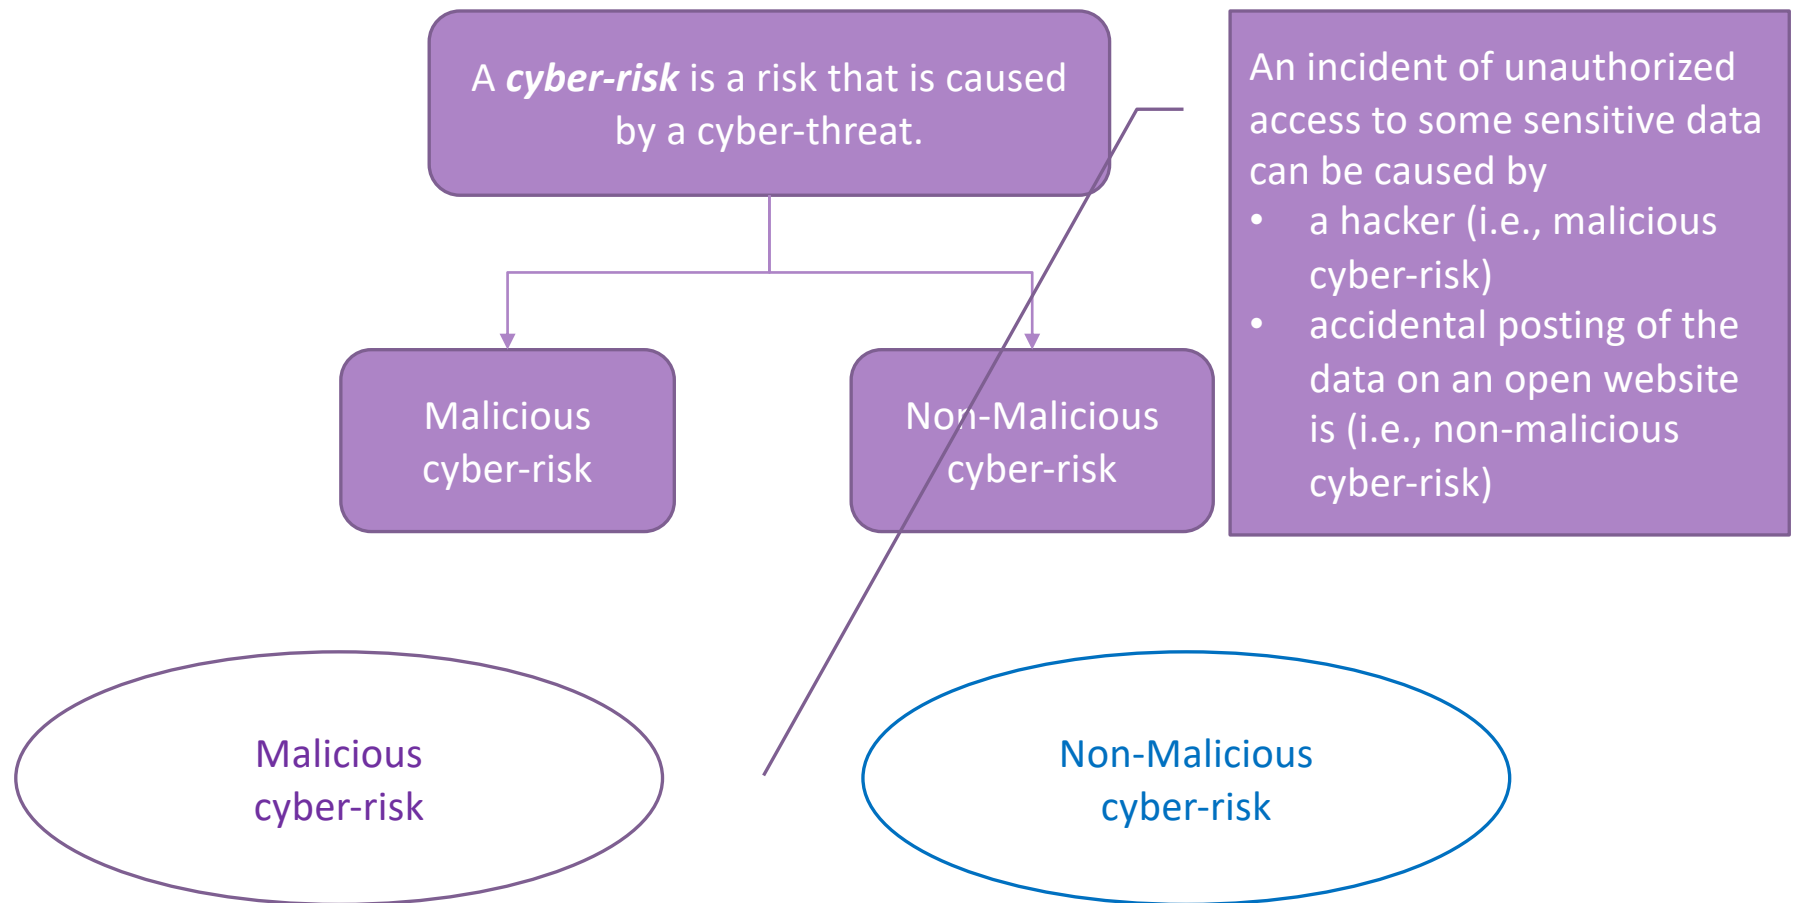 A cyber-risk is a risk that is caused
by a cyber-threat.
Malicious
cyber-risk
Non-Malicious
cyber-risk
An incident of unauthorized
access to some sensitive data
can be caused by
• a hacker (i.e., malicious
cyber-risk)
• accidental posting of the
data on an open website
is (i.e., non-malicious
cyber-risk)
Malicious
cyber-risk
Non-Malicious
cyber-risk